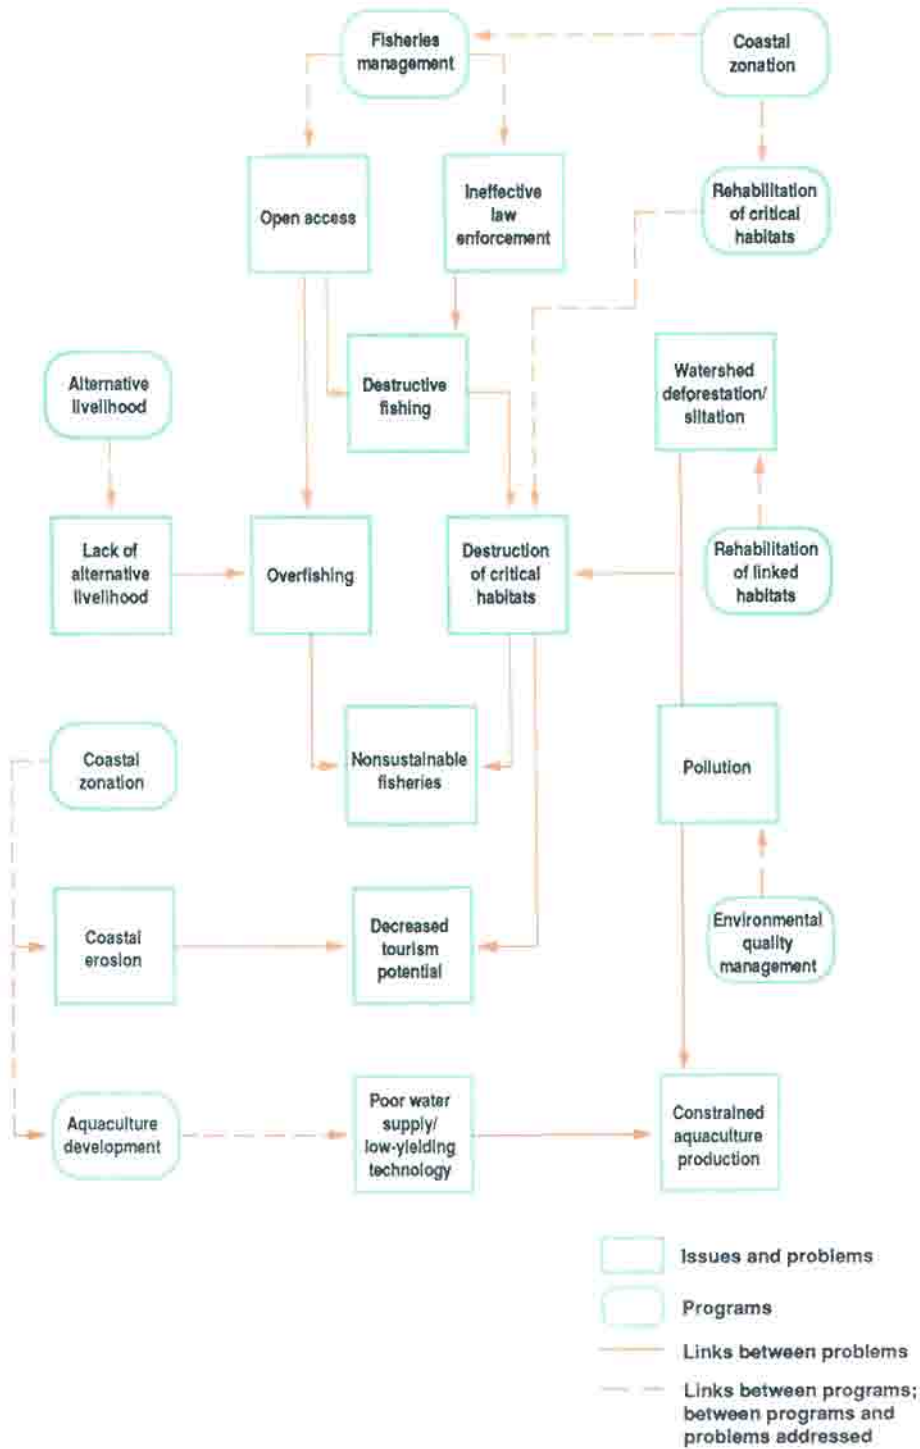 Fisheries
management
Coastal
zonation
Open access
Ineffective
law
enforcement
Rehabilitation
of critical
habitats
Alternative
livelihood
Destructive
fishing
Watershed
deforestation/
siltation
Lack of
alternative
livelihood
Overfishing
Destruction
of critical
habitats
Rehabilitation
of linked
habitats
Coastal
zonation
Nonsustainable
fisheries
Pollution
Coastal
erosion
Decreased
tourism
potential
Environmental
quality
management
Aquaculture
development
Poor water
supply/
low-yielding
technology
Constrained
aquaculture
production
Issues and problems
Programs
Links between problems
Links between programs;
between programs and
problems addressed